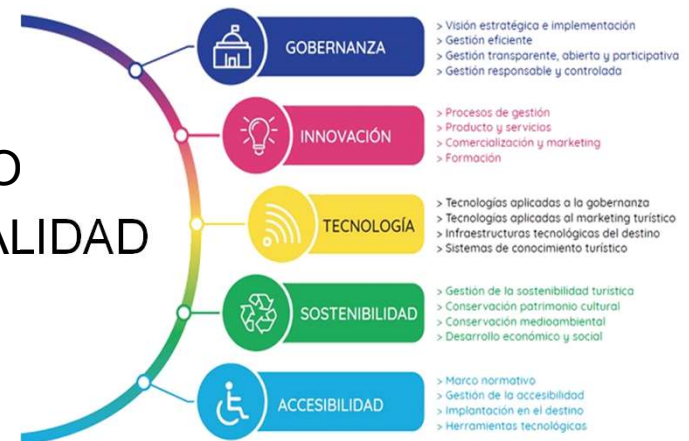 O
ALIDAD
GOBERNANZA
> Visión estratégica e implementación
> Gestión eficiente
> Gestión transparente, abierta y participativa
> Gestión responsable y controlada
INNOVACIÓN
> Procesos de gestión
> Producto y servicios
> Comercialización y marketing
> Formación
TECNOLOGÍA
> Tecnologías aplicadas a la gobernanza
> Tecnologías aplicadas al marketing turístico
> Infraestructuras tecnológicas del destino
> Sistemas de conocimiento turístico
SOSTENIBILIDAD
> Gestión de la sostenibilidad turística
> Conservación patrimonio cultural
> Conservación medioambiental
> Desarrollo económico y social
ACCESIBILIDAD
> Marco normativo
> Gestión de la accesibilidad
> Implantación en el destino
> Herramientas tecnológicas